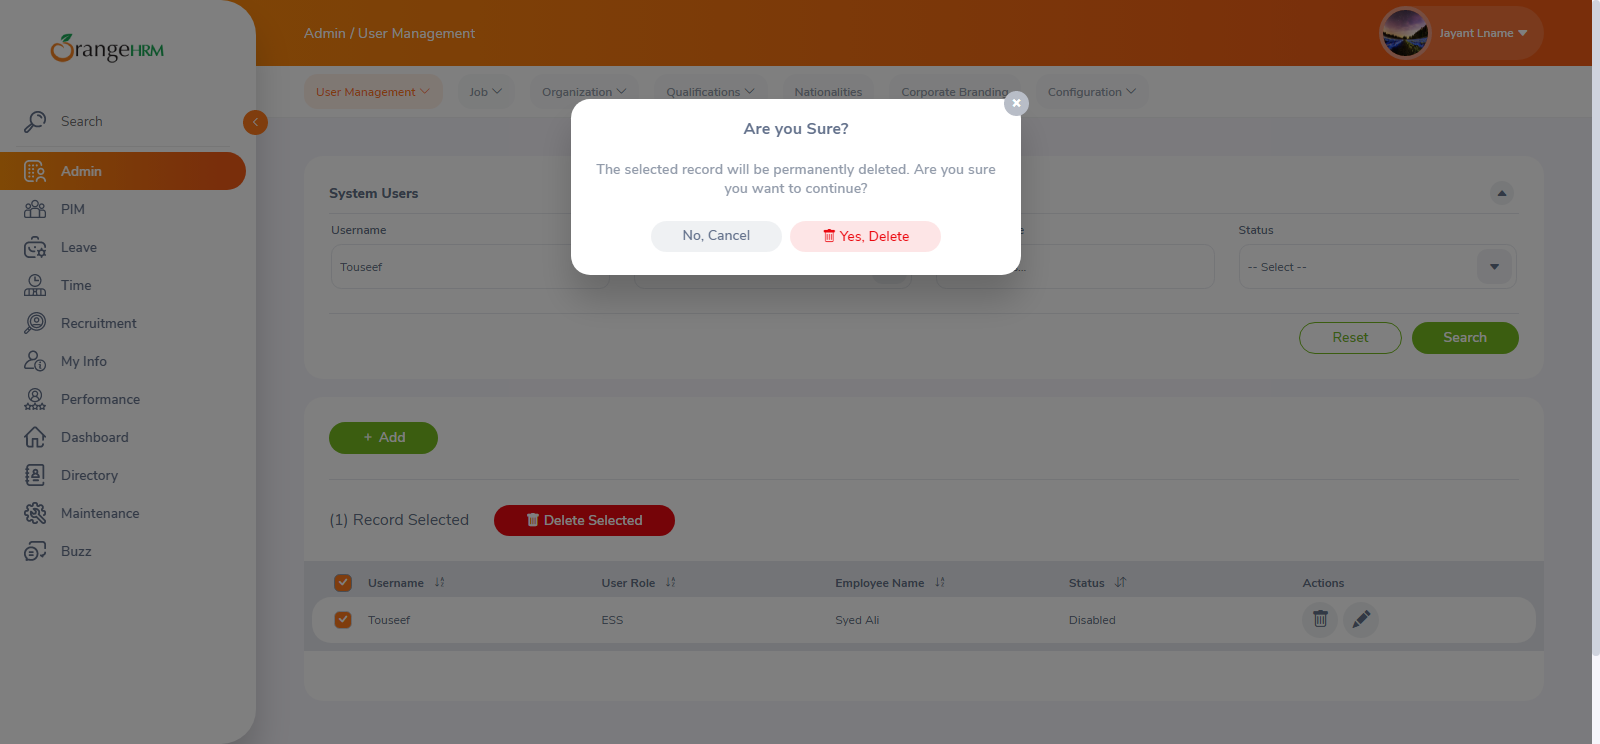 OrangeHRM
Admin / User Management
Jayant Lname
Search
Admin
PIM
Leave
Time
Recruitment
My Info
Performance
Dashboard
Directory
Maintenance
Buzz
User Management
Job
Organization
Qualifications
Nationalities
Corporate Branding
Configuration
Are you Sure?
The selected record will be permanently deleted. Are you sure
you want to continue?
No, Cancel
Yes, Delete
System Users
Username
Status
Touseef
-- Select --
Reset
Search
+ Add
(1) Record Selected
Delete Selected
Username User Role Employee Name Status Actions
Touseef ESS Syed Ali Disabled